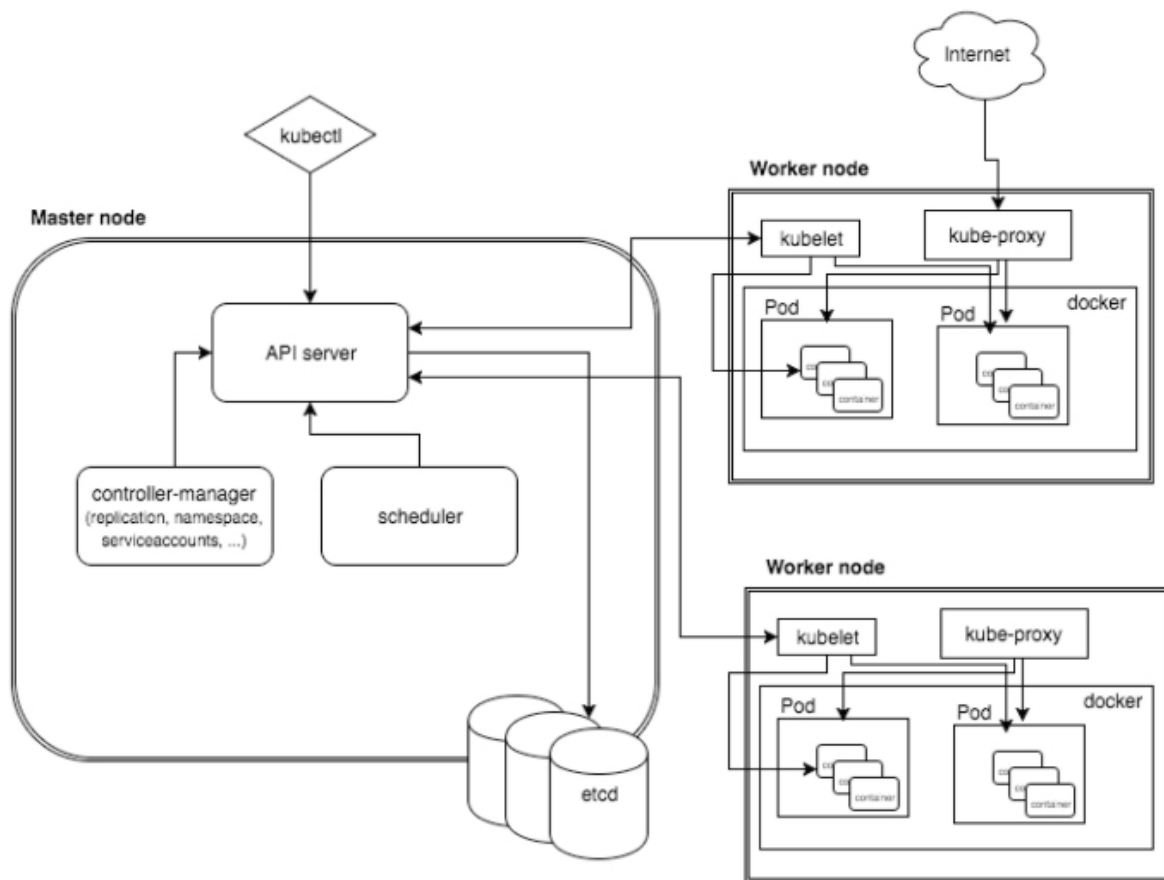 Internet
kubectl
Worker node
Master node
kubelet
kube-proxy
docker
Pod
Pod
API server
container
container
controller-manager
(replication, namespace,
serviceaccounts, ...)
scheduler
Worker node
kubelet
kube-proxy
docker
Pod
Pod
etcd
container
container